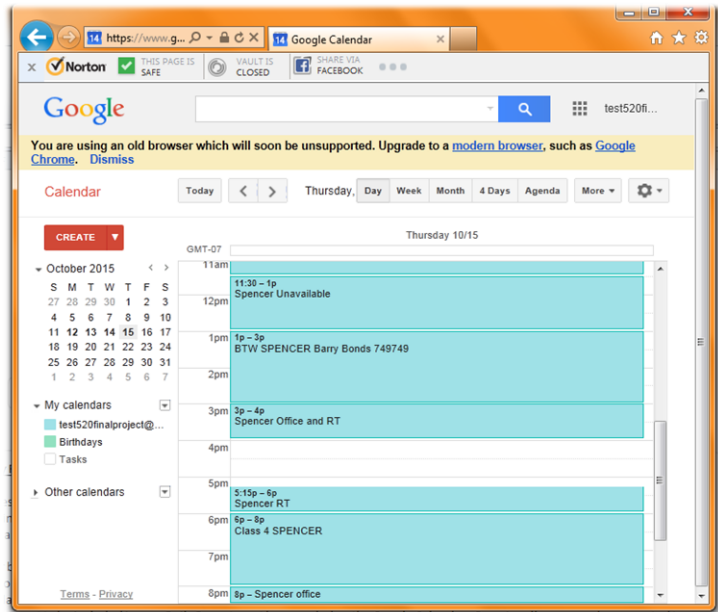 14 https://www.g...
14 Google Calendar
Norton
THIS PAGE IS
SAFE
VAULT IS
CLOSED
SHARE VIA
FACEBOOK
Google
test520fi...
You are using an old browser which will soon be unsupported. Upgrade to a modern browser, such as Google
Chrome. Dismiss
Calendar
Today
Thursday,
Day
Week
Month
4 Days
Agenda
More
CREATE
Thursday 10/15
GMT-07
October 2015
S M T W T F S
27 28 29 30 1 2 3
4 5 6 7 8 9 10
11 12 13 14 15 16 17
18 19 20 21 22 23 24
25 26 27 28 29 30 31
1 2 3 4 5 6 7
My calendars
test520finalproject@...
Birthdays
Tasks
Other calendars
Terms - Privacy
11am
11:30 – 1p
Spencer Unavailable
12pm
1pm
1p – 3p
BTW SPENCER Barry Bonds 749749
2pm
3pm
3p – 4p
Spencer Office and RT
4pm
5pm
5:15p – 6p
Spencer RT
6pm
6p – 8p
Class 4 SPENCER
7pm
8pm
8p – Spencer office